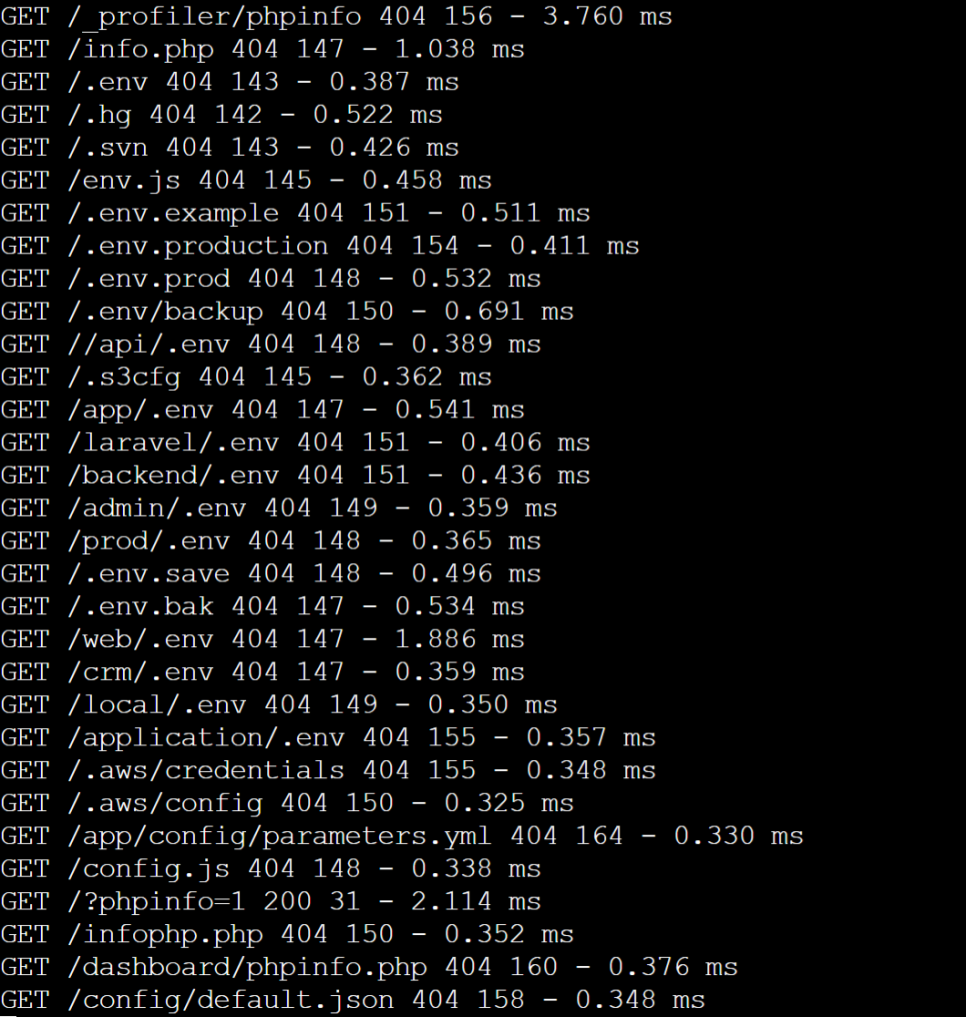 GET /_profiler/phpinfo 404 156 - 3.760 ms
GET /info.php 404 147 - 1.038 ms
GET /.env 404 143 - 0.387 ms
GET /.hg 404 142 - 0.522 ms
GET /.svn 404 143 - 0.426 ms
GET /env.js 404 145 - 0.458 ms
GET /.env.example 404 151 - 0.511 ms
GET /.env.production 404 154 - 0.411 ms
GET /.env.prod 404 148 - 0.532 ms
GET /.env/backup 404 150 - 0.691 ms
GET //api/.env 404 148 - 0.389 ms
GET /.s3cfg 404 145 - 0.362 ms
GET /app/.env 404 147 - 0.541 ms
GET /laravel/.env 404 151 - 0.406 ms
GET /backend/.env 404 151 - 0.436 ms
GET /admin/.env 404 149 - 0.359 ms
GET /prod/.env 404 148 - 0.365 ms
GET /.env.save 404 148 - 0.496 ms
GET /.env.bak 404 147 - 0.534 ms
GET /web/.env 404 147 - 1.886 ms
GET /crm/.env 404 147 - 0.359 ms
GET /local/.env 404 149 - 0.350 ms
GET /application/.env 404 155 - 0.357 ms
GET /.aws/credentials 404 155 - 0.348 ms
GET /.aws/config 404 150 - 0.325 ms
GET /app/config/parameters.yml 404 164 - 0.330 ms
GET /config.js 404 148 - 0.338 ms
GET /?phpinfo=1 200 31 - 2.114 ms
GET /infophp.php 404 150 - 0.352 ms
GET /dashboard/phpinfo.php 404 160 - 0.376 ms
GET /config/default.json 404 158 - 0.348 ms